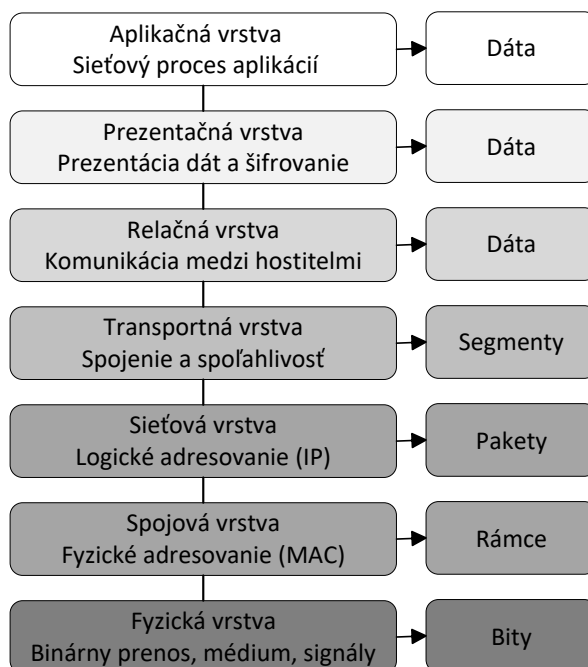 Aplikačná vrstva
Sieťový proces aplikácií
Dáta
Prezentačná vrstva
Prezentácia dát a šifrovanie
Dáta
Relačná vrstva
Komunikácia medzi hostitelmi
Dáta
Transportná vrstva
Spojenie a spoľahlivosť
Segmenty
Sieťová vrstva
Logické adresovanie (IP)
Pakety
Spojová vrstva
Fyzické adresovanie (MAC)
Rámce
Fyzická vrstva
Binárny prenos, médium, signály
Bity